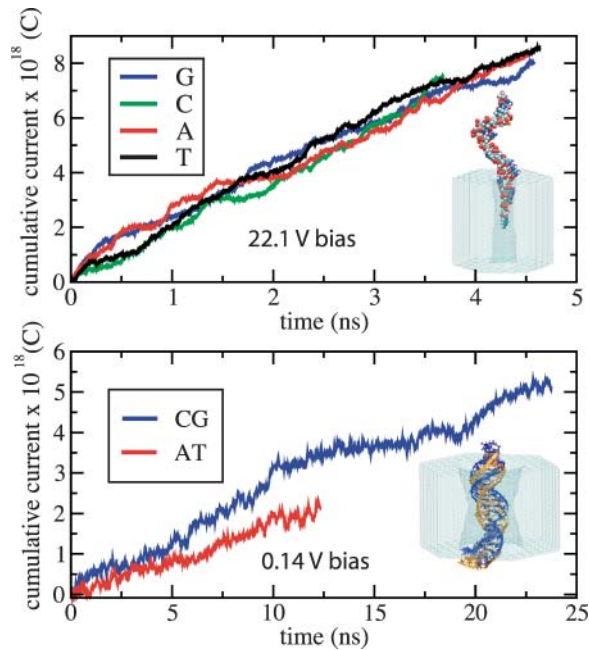 cumulative current x 10^18 (C)
8
6
4
2
0
G
C
A
T
22.1 V bias
0 1 2 3 4 5
time (ns)
cumulative current x 10^18 (C)
6
5
4
3
2
1
0
CG
AT
0.14 V bias
0 5 10 15 20 25
time (ns)